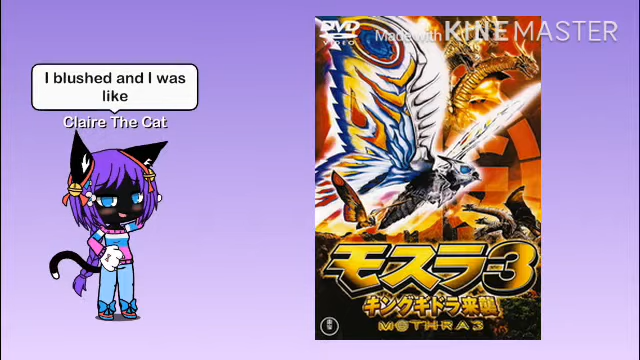 DVD
VIDEO
Made with KINEMASTER
I blushed and I was
like
Claire The Cat
モスラ3
キングギドラ来襲
MOTHRA3